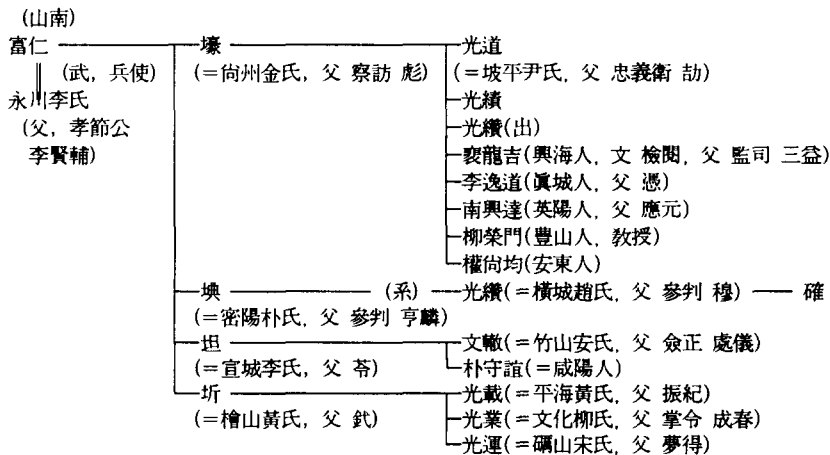 (山南)
富仁 壕 光道
(武, 兵使) (=尙州金氏, 父 察訪 彪) (=坡平尹氏, 父 忠義衛 劼)
永川李氏 光績
(父, 孝節公 光纘(出)
李賢輔) 裵龍吉(興海人, 文 檢閱, 父 監司 三益)
李逸道(眞城人, 父 憑)
南興達(英陽人, 父 應元)
柳榮門(豊山人, 敎授)
權尙均(安東人)
㙉 (系) 光纘(=橫城趙氏, 父 參判 穆) 確
(=密陽朴氏, 父 參判 亨麟)
坦 文轍(=竹山安氏, 父 僉正 處儀)
(=宣城李氏, 父 苓) 朴守誼(=咸陽人)
圻 光載(=平海黃氏, 父 振紀)
(=檜山黃氏, 父 釴) 光業(=文化柳氏, 父 掌令 成春)
光運(=礪山宋氏, 父 夢得)